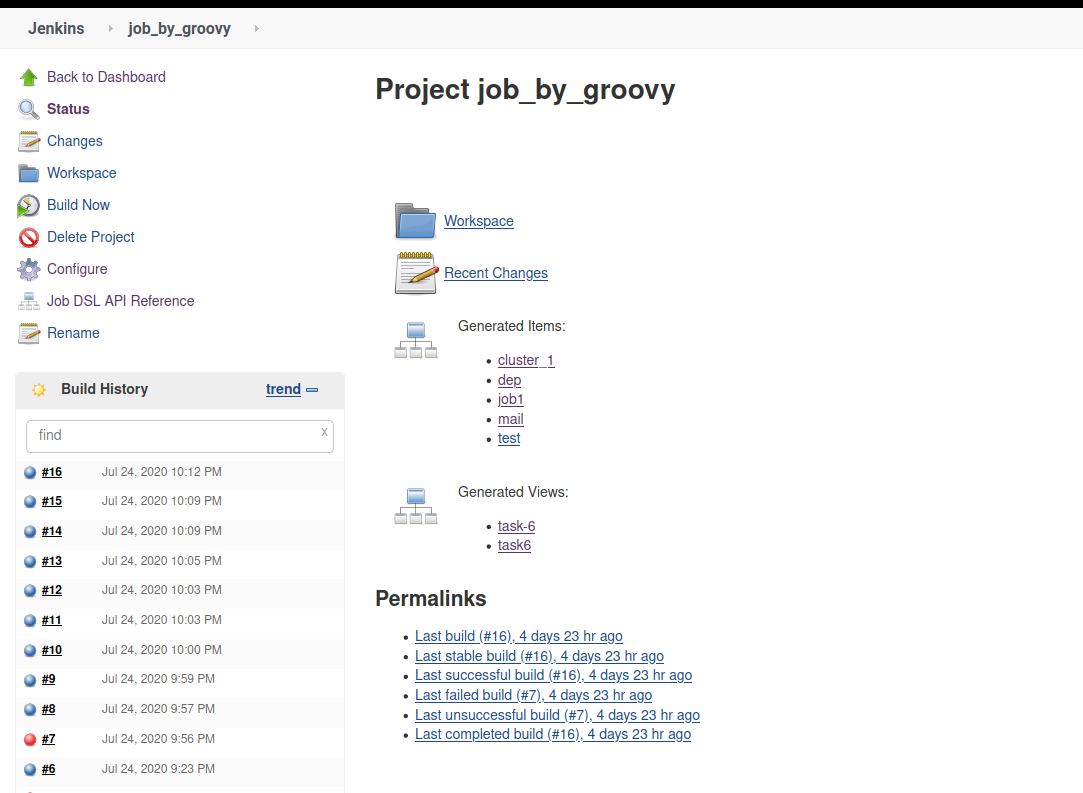 Jenkins job_by_groovy
Back to Dashboard
Status
Changes
Workspace
Build Now
Delete Project
Configure
Job DSL API Reference
Rename
Build History trend
find X
#16 Jul 24, 2020 10:12 PM
#15 Jul 24, 2020 10:09 PM
#14 Jul 24, 2020 10:09 PM
#13 Jul 24, 2020 10:05 PM
#12 Jul 24, 2020 10:03 PM
#11 Jul 24, 2020 10:03 PM
#10 Jul 24, 2020 10:00 PM
#9 Jul 24, 2020 9:59 PM
#8 Jul 24, 2020 9:57 PM
#7 Jul 24, 2020 9:56 PM
#6 Jul 24, 2020 9:23 PM
Project job_by_groovy
Workspace
Recent Changes
Generated Items:
cluster_1
dep
job1
mail
test
Generated Views:
task-6
task6
Permalinks
Last build (#16), 4 days 23 hr ago
Last stable build (#16), 4 days 23 hr ago
Last successful build (#16), 4 days 23 hr ago
Last failed build (#7), 4 days 23 hr ago
Last unsuccessful build (#7), 4 days 23 hr ago
Last completed build (#16), 4 days 23 hr ago